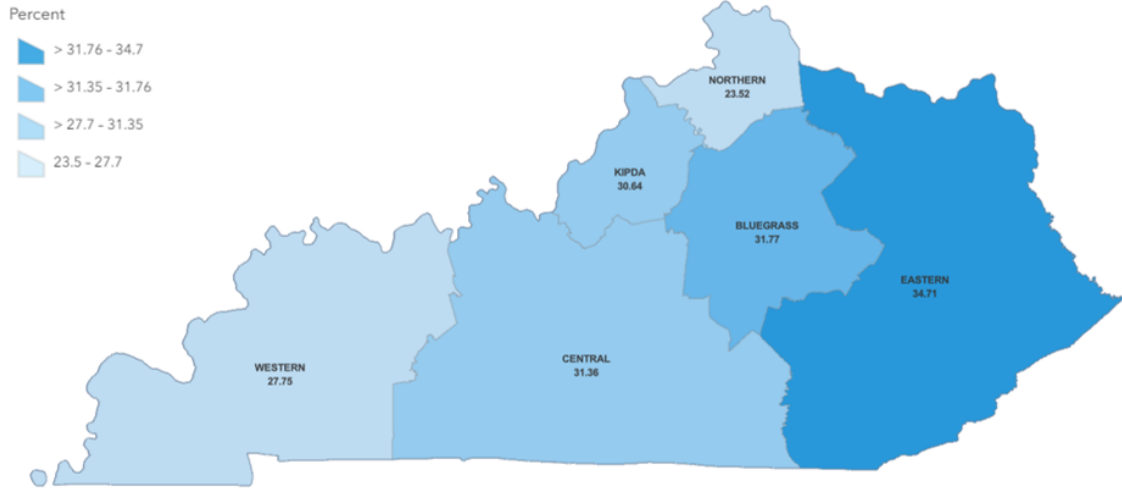 Percent
> 31.76 - 34.7
> 31.35 - 31.76
> 27.7 - 31.35
23.5 - 27.7
NORTHERN
23.52
KIPDA
30.64
BLUEGRASS
31.77
EASTERN
34.71
CENTRAL
31.36
WESTERN
27.75